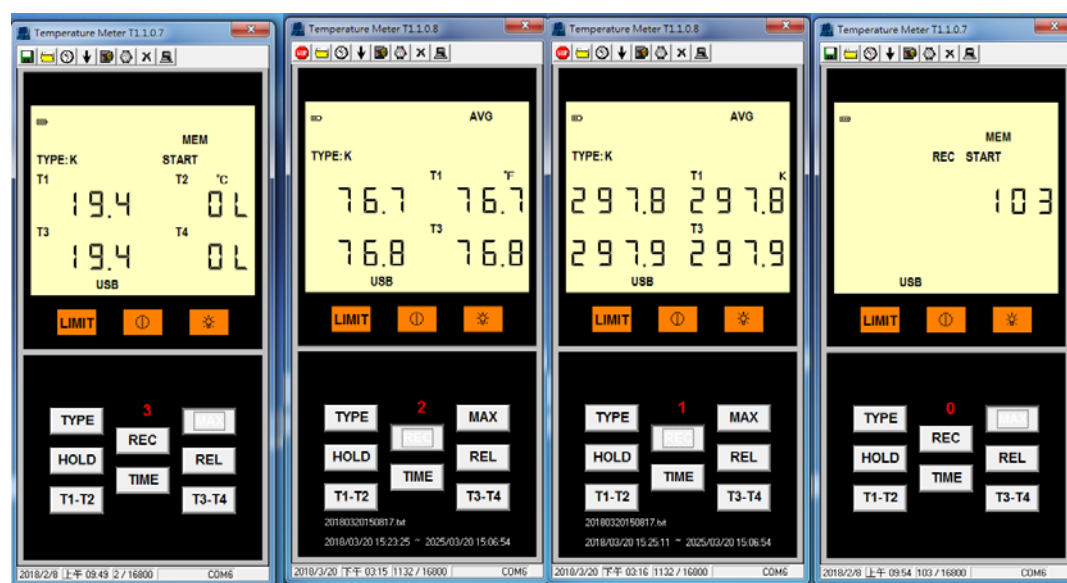 Temperature Meter T1.1.0.7
MEM
TYPE:K START
T1 T2 °C
19.4 0L
T3 T4
19.4 0L
USB
LIMIT
3
TYPE MAX
REC
HOLD REL
TIME
T1-T2 T3-T4
2018/2/8 上午 09:49 2 / 16800 COM6
Temperature Meter T1.1.0.8
STOP
AVG
TYPE:K
T1 °F
76.7 76.7
T3
76.8 76.8
USB
LIMIT
2
TYPE MAX
REC
HOLD REL
TIME
T1-T2 T3-T4
20180320150817.txt
2018/03/20 15:23:25 ~ 2025/03/20 15:06:54
2018/3/20 下午 03:15 1132 / 16800 COM6
Temperature Meter T1.1.0.8
STOP
AVG
TYPE:K
T1 K
297.8 297.8
T3
297.9 297.9
USB
LIMIT
1
TYPE MAX
REC
HOLD REL
TIME
T1-T2 T3-T4
20180320150817.txt
2018/03/20 15:25:11 ~ 2025/03/20 15:06:54
2018/3/20 下午 03:16 1132 / 16800 COM6
Temperature Meter T1.1.0.7
MEM
REC START
103
USB
LIMIT
0
TYPE MAX
REC
HOLD REL
TIME
T1-T2 T3-T4
2018/2/8 上午 09:54 103 / 16800 COM6